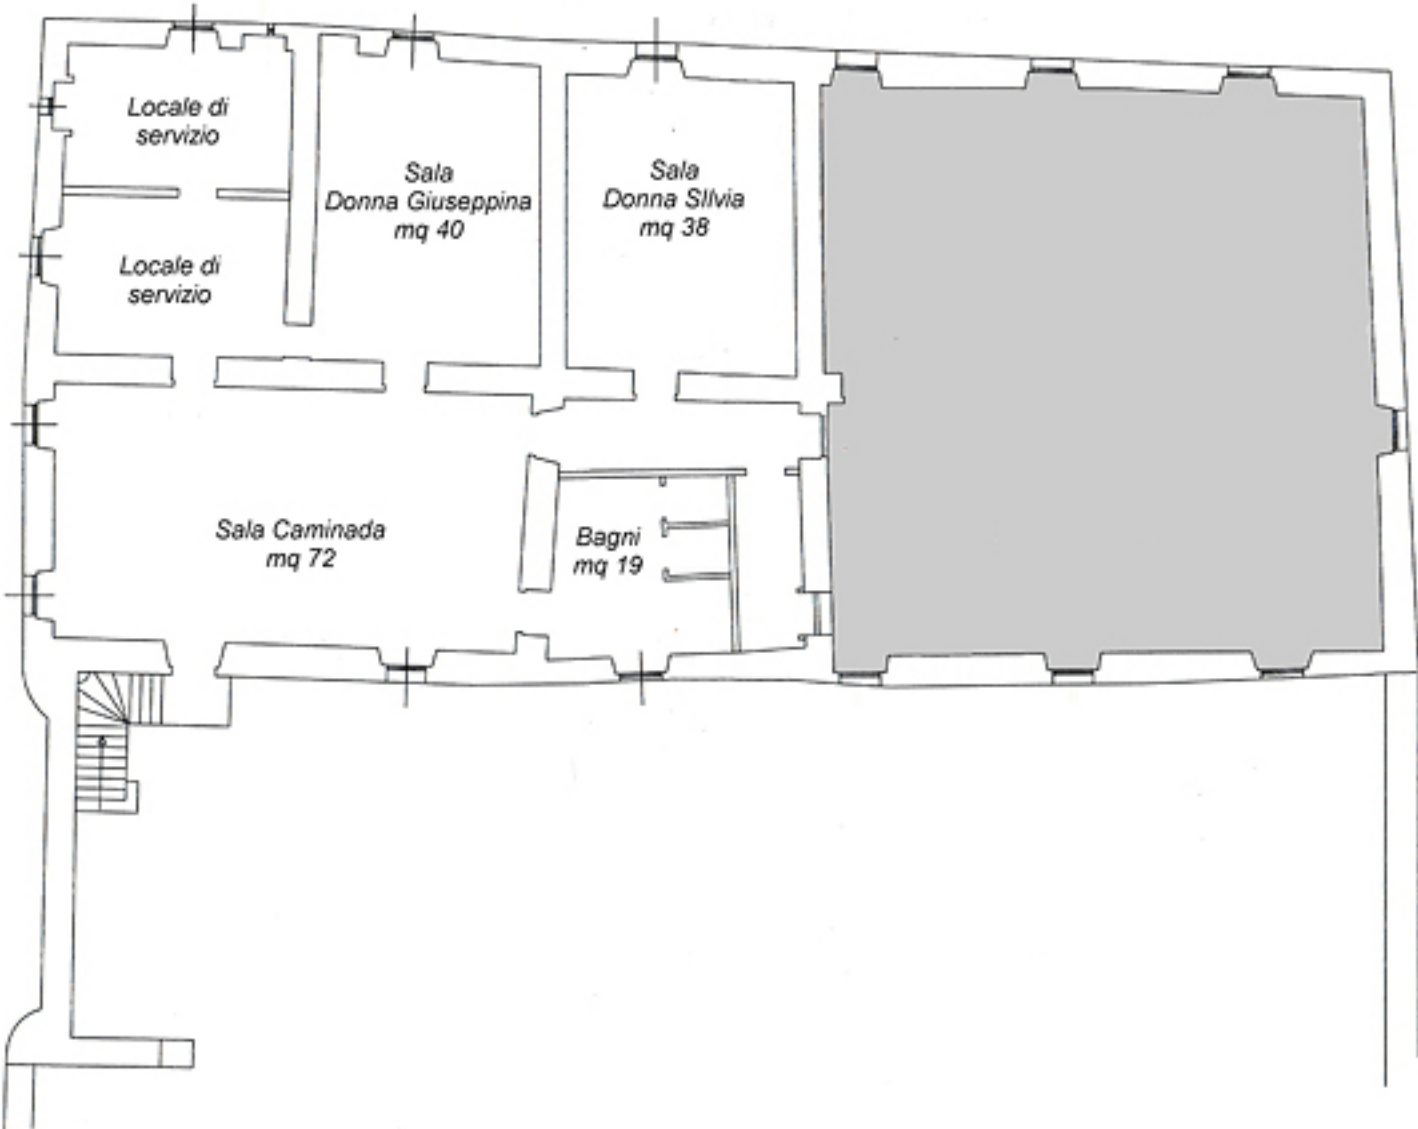 Locale di
servizio
Sala
Donna Giuseppina
mq 40
Sala
Donna SIlvia
mq 38
Locale di
servizio
Sala Caminada
mq 72
Bagni
mq 19